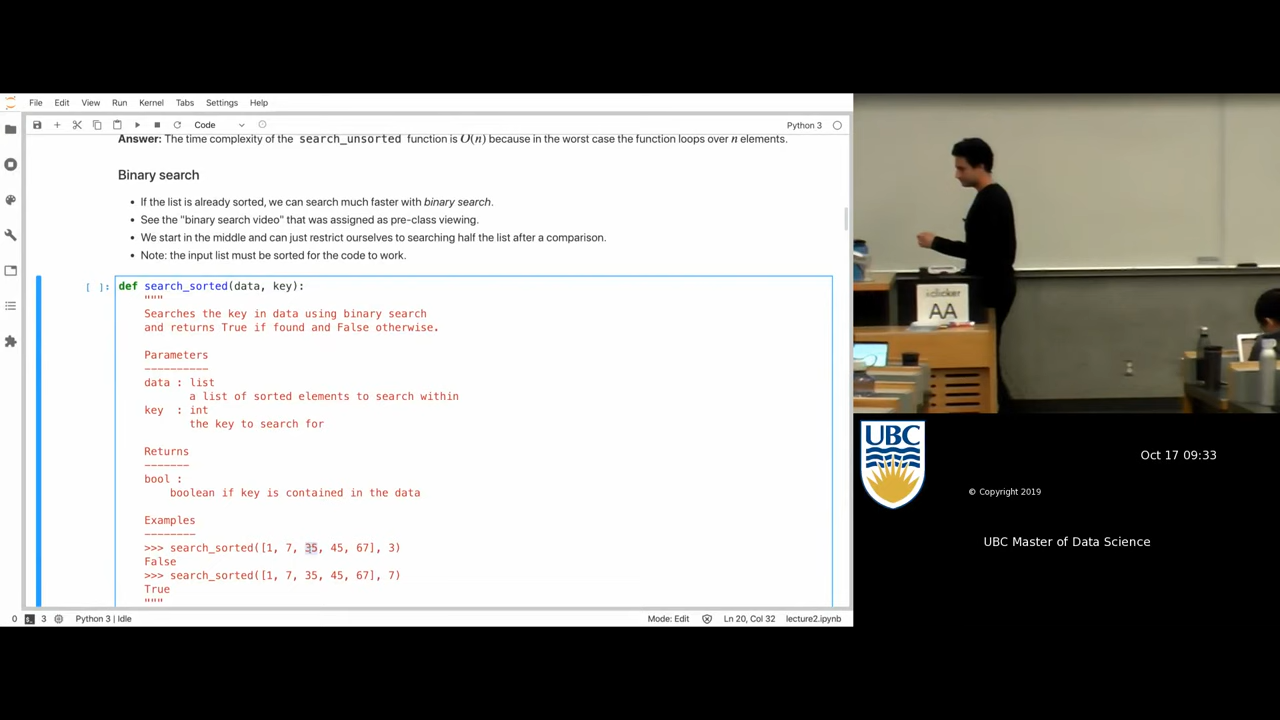 File Edit View Run Kernel Tabs Settings Help
Code
Python 3
Answer: The time complexity of the search_unsorted function is O(n) because in the worst case the function loops over n elements.
Binary search
• If the list is already sorted, we can search much faster with binary search.
• See the "binary search video" that was assigned as pre-class viewing.
• We start in the middle and can just restrict ourselves to searching half the list after a comparison.
• Note: the input list must be sorted for the code to work.
[ ]: def search_sorted(data, key):
"""
Searches the key in data using binary search
and returns True if found and False otherwise.
Parameters
----------
data : list
a list of sorted elements to search within
key : int
the key to search for
Returns
-------
bool :
boolean if key is contained in the data
Examples
--------
>>> search_sorted([1, 7, 35, 45, 67], 3)
False
>>> search_sorted([1, 7, 35, 45, 67], 7)
True
"""
0 3 Python 3 | Idle Mode: Edit Ln 20, Col 32 lecture2.ipynb
iclicker
AA
UBC
Oct 17 09:33
© Copyright 2019
UBC Master of Data Science